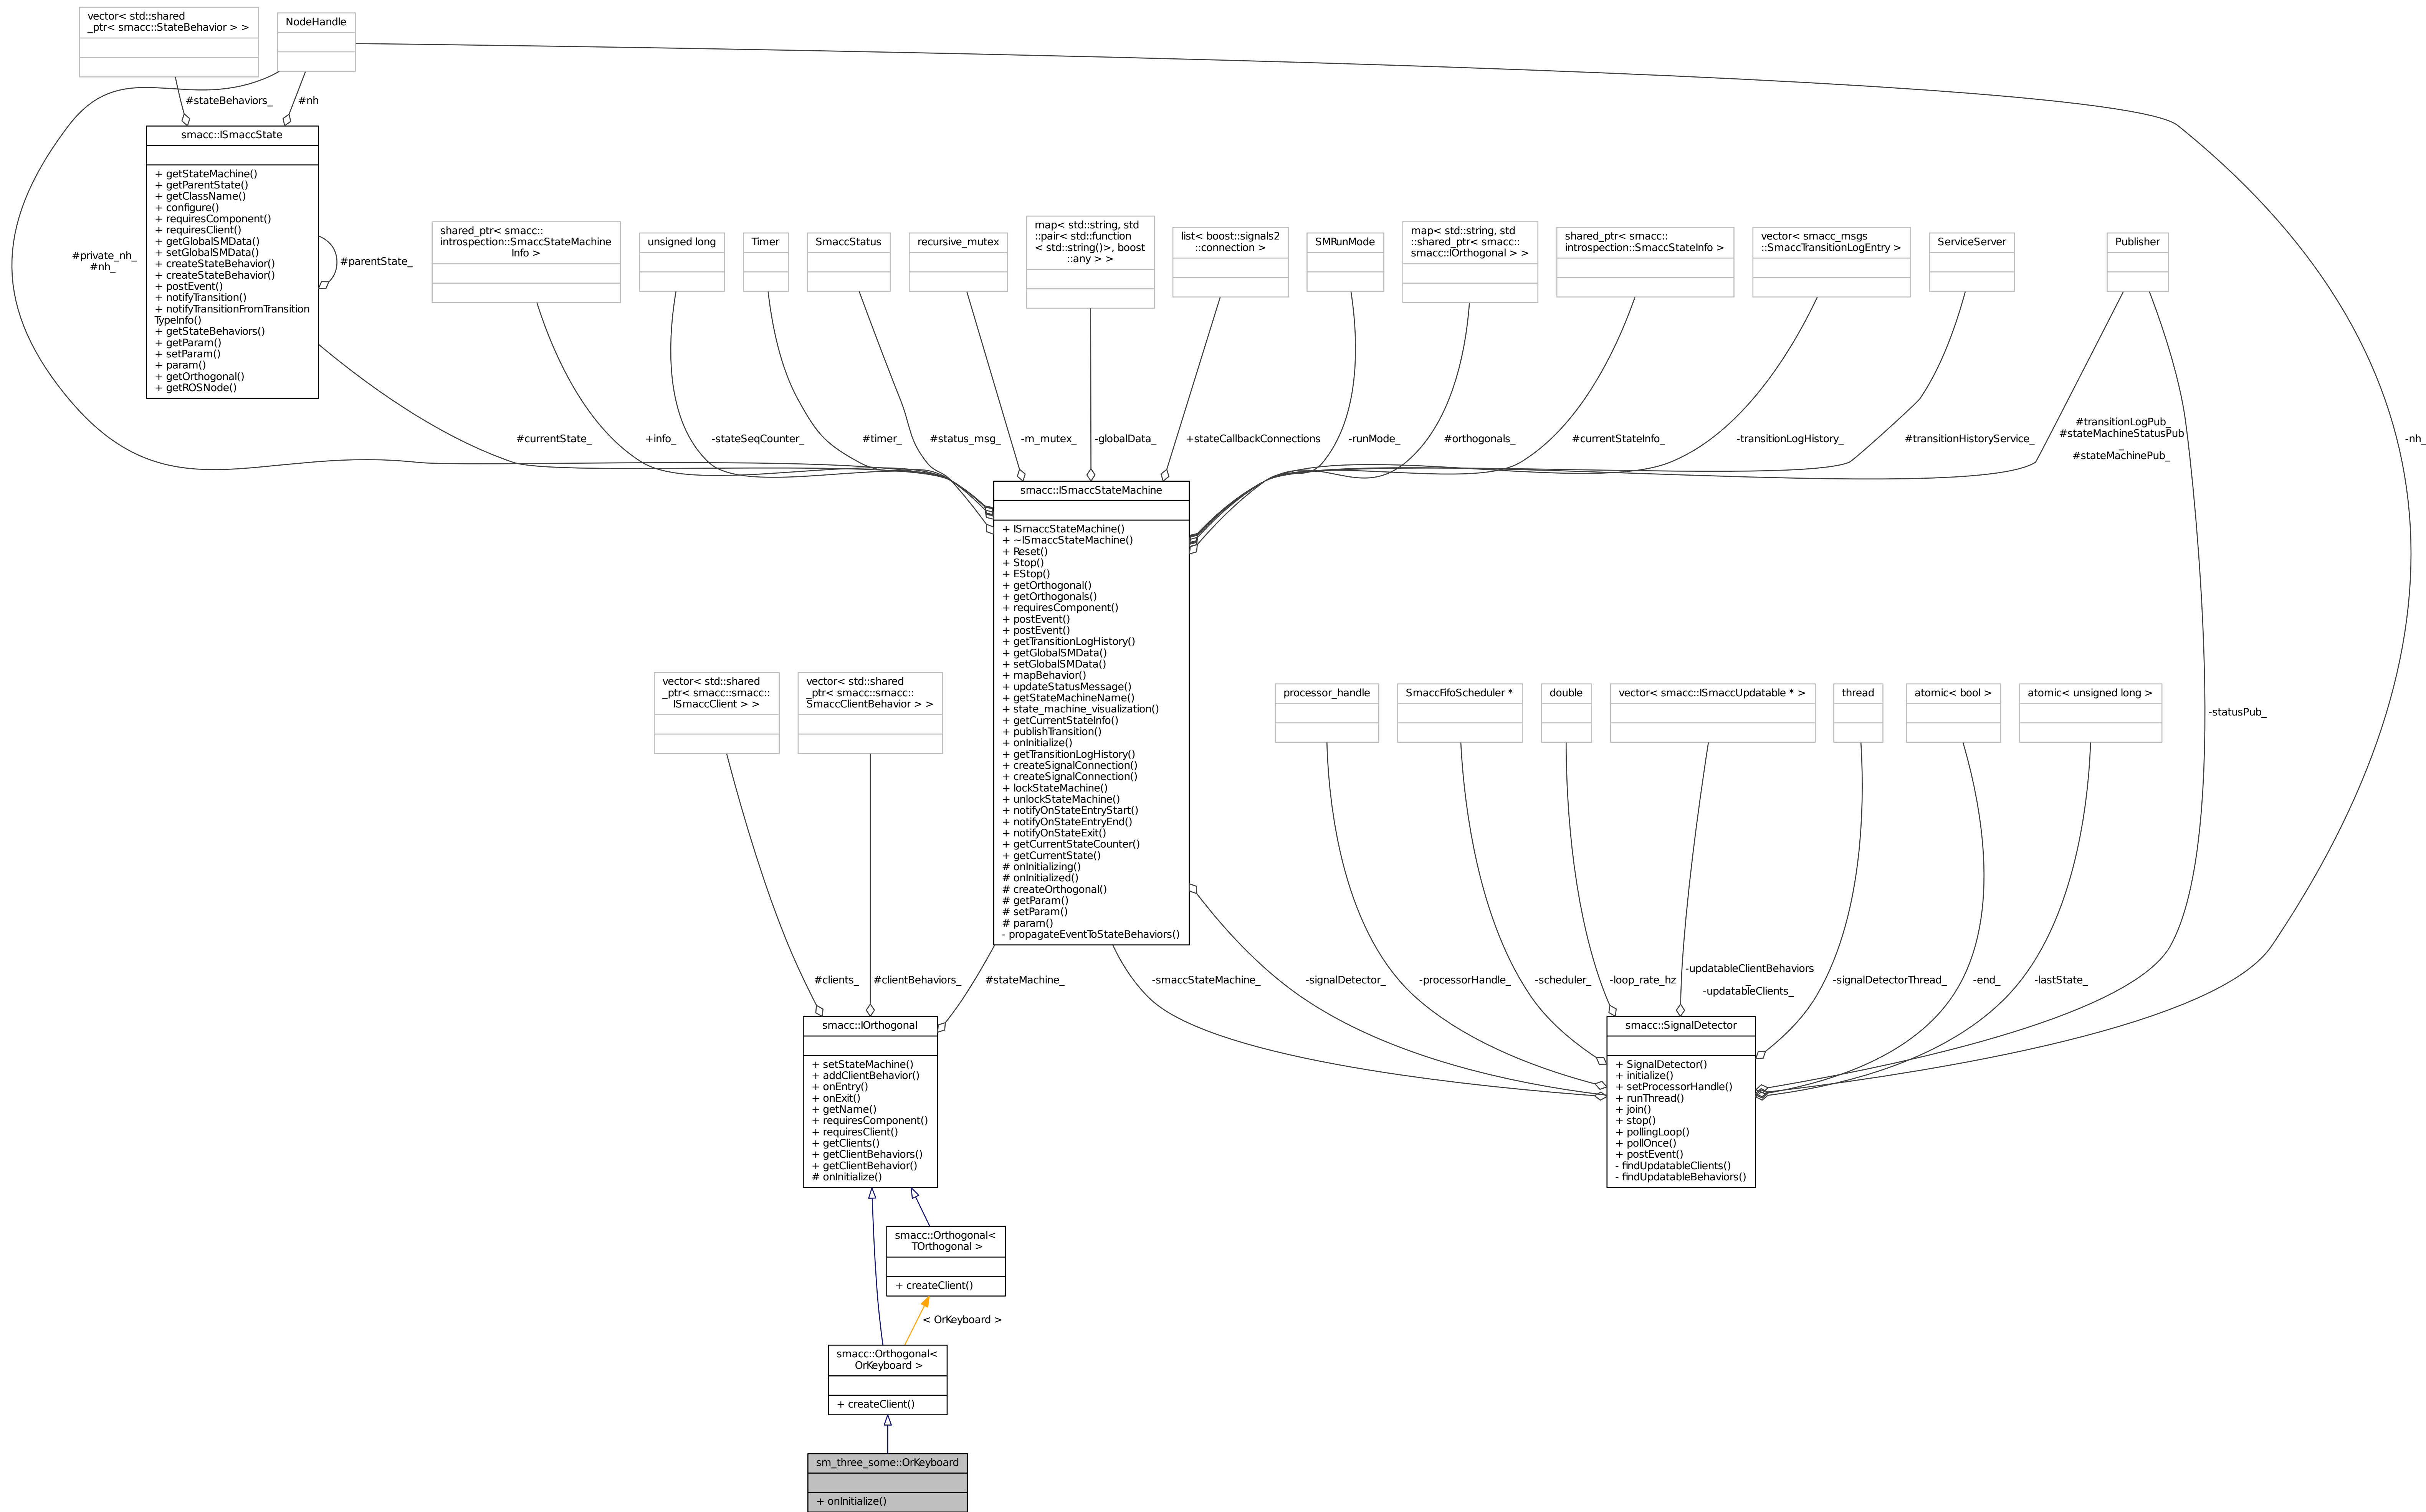 vector< std::shared
_ptr< smacc::StateBehavior > >
NodeHandle
#stateBehaviors_
#nh
smacc::ISmaccState
+ getStateMachine()
+ getParentState()
+ getClassName()
+ configure()
+ requiresComponent()
+ requiresClient()
+ getGlobalSMData()
+ setGlobalSMData()
+ createStateBehavior()
+ createStateBehavior()
+ postEvent()
+ notifyTransition()
+ notifyTransitionFromTransition
TypeInfo()
+ getStateBehaviors()
+ getParam()
+ setParam()
+ param()
+ getOrthogonal()
+ getROSNode()
#private_nh_
#nh_
#parentState_
shared_ptr< smacc::
introspection::SmaccStateMachine
Info >
unsigned long
Timer
SmaccStatus
recursive_mutex
map< std::string, std
::pair< std::function
< std::string()>, boost
::any > >
list< boost::signals2
::connection >
SMRunMode
map< std::string, std
::shared_ptr< smacc::
smacc::IOrthogonal > >
shared_ptr< smacc::
introspection::SmaccStateInfo >
vector< smacc_msgs
::SmaccTransitionLogEntry >
ServiceServer
Publisher
#currentState_
+info_
-stateSeqCounter_
#timer_
#status_msg_
-m_mutex_
-globalData_
+stateCallbackConnections
-runMode_
#orthogonals_
#currentStateInfo_
-transitionLogHistory_
#transitionHistoryService_
#transitionLogPub_
#stateMachineStatusPub
_
#stateMachinePub_
-nh_
smacc::ISmaccStateMachine
+ ISmaccStateMachine()
+ ~ISmaccStateMachine()
+ Reset()
+ Stop()
+ EStop()
+ getOrthogonal()
+ getOrthogonals()
+ requiresComponent()
+ postEvent()
+ postEvent()
+ getTransitionLogHistory()
+ getGlobalSMData()
+ setGlobalSMData()
+ mapBehavior()
+ updateStatusMessage()
+ getStateMachineName()
+ state_machine_visualization()
+ getCurrentStateInfo()
+ publishTransition()
+ onInitialize()
+ getTransitionLogHistory()
+ createSignalConnection()
+ createSignalConnection()
+ lockStateMachine()
+ unlockStateMachine()
+ notifyOnStateEntryStart()
+ notifyOnStateEntryEnd()
+ notifyOnStateExit()
+ getCurrentStateCounter()
+ getCurrentState()
# onInitializing()
# onInitialized()
# createOrthogonal()
# getParam()
# setParam()
# param()
- propagateEventToStateBehaviors()
vector< std::shared
_ptr< smacc::smacc::
ISmaccClient > >
vector< std::shared
_ptr< smacc::smacc::
SmaccClientBehavior > >
processor_handle
SmaccFifoScheduler *
double
vector< smacc::ISmaccUpdatable * >
thread
atomic< bool >
atomic< unsigned long >
-statusPub_
#clients_
#clientBehaviors_
#stateMachine_
-smaccStateMachine_
-signalDetector_
-processorHandle_
-scheduler_
-loop_rate_hz
-updatableClientBehaviors
_
-updatableClients_
-signalDetectorThread_
-end_
-lastState_
smacc::IOrthogonal
+ setStateMachine()
+ addClientBehavior()
+ onEntry()
+ onExit()
+ getName()
+ requiresComponent()
+ requiresClient()
+ getClients()
+ getClientBehaviors()
+ getClientBehavior()
# onInitialize()
smacc::SignalDetector
+ SignalDetector()
+ initialize()
+ setProcessorHandle()
+ runThread()
+ join()
+ stop()
+ pollingLoop()
+ pollOnce()
+ postEvent()
- findUpdatableClients()
- findUpdatableBehaviors()
smacc::Orthogonal<
TOrthogonal >
+ createClient()
< OrKeyboard >
smacc::Orthogonal<
OrKeyboard >
+ createClient()
sm_three_some::OrKeyboard
+ onInitialize()